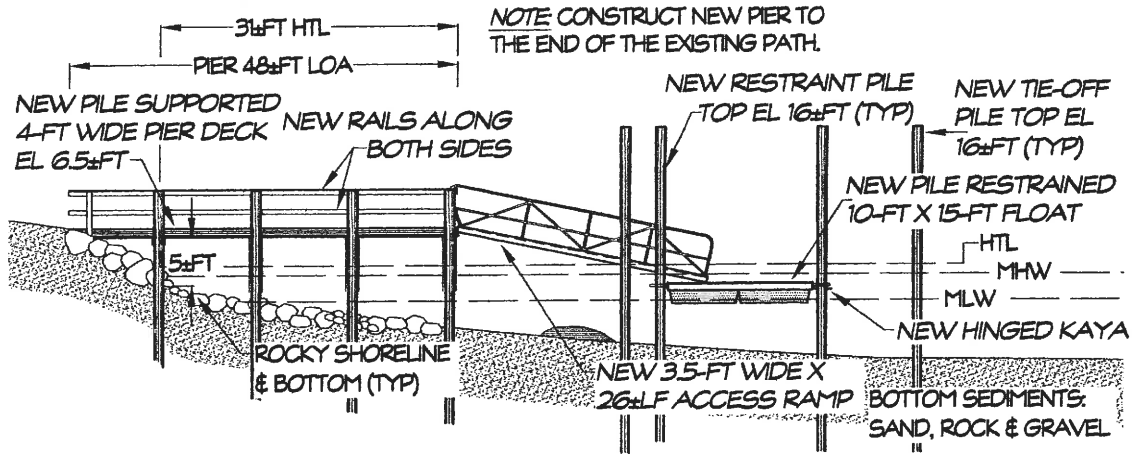 31±FT HTL
PIER 48±FT LOA
NOTE: CONSTRUCT NEW PIER TO
THE END OF THE EXISTING PATH.
NEW PILE SUPPORTED
4-FT WIDE PIER DECK
EL 6.5±FT
NEW RAILS ALONG
BOTH SIDES
NEW RESTRAINT PILE
TOP EL 16±FT (TYP)
NEW TIE-OFF
PILE TOP EL
16±FT (TYP)
NEW PILE RESTRAINED
10-FT X 15-FT FLOAT
HTL
MHW
MLW
5±FT
NEW HINGED KAYA
ROCKY SHORELINE
& BOTTOM (TYP)
NEW 3.5-FT WIDE X
26±LF ACCESS RAMP
BOTTOM SEDIMENTS:
SAND, ROCK & GRAVEL